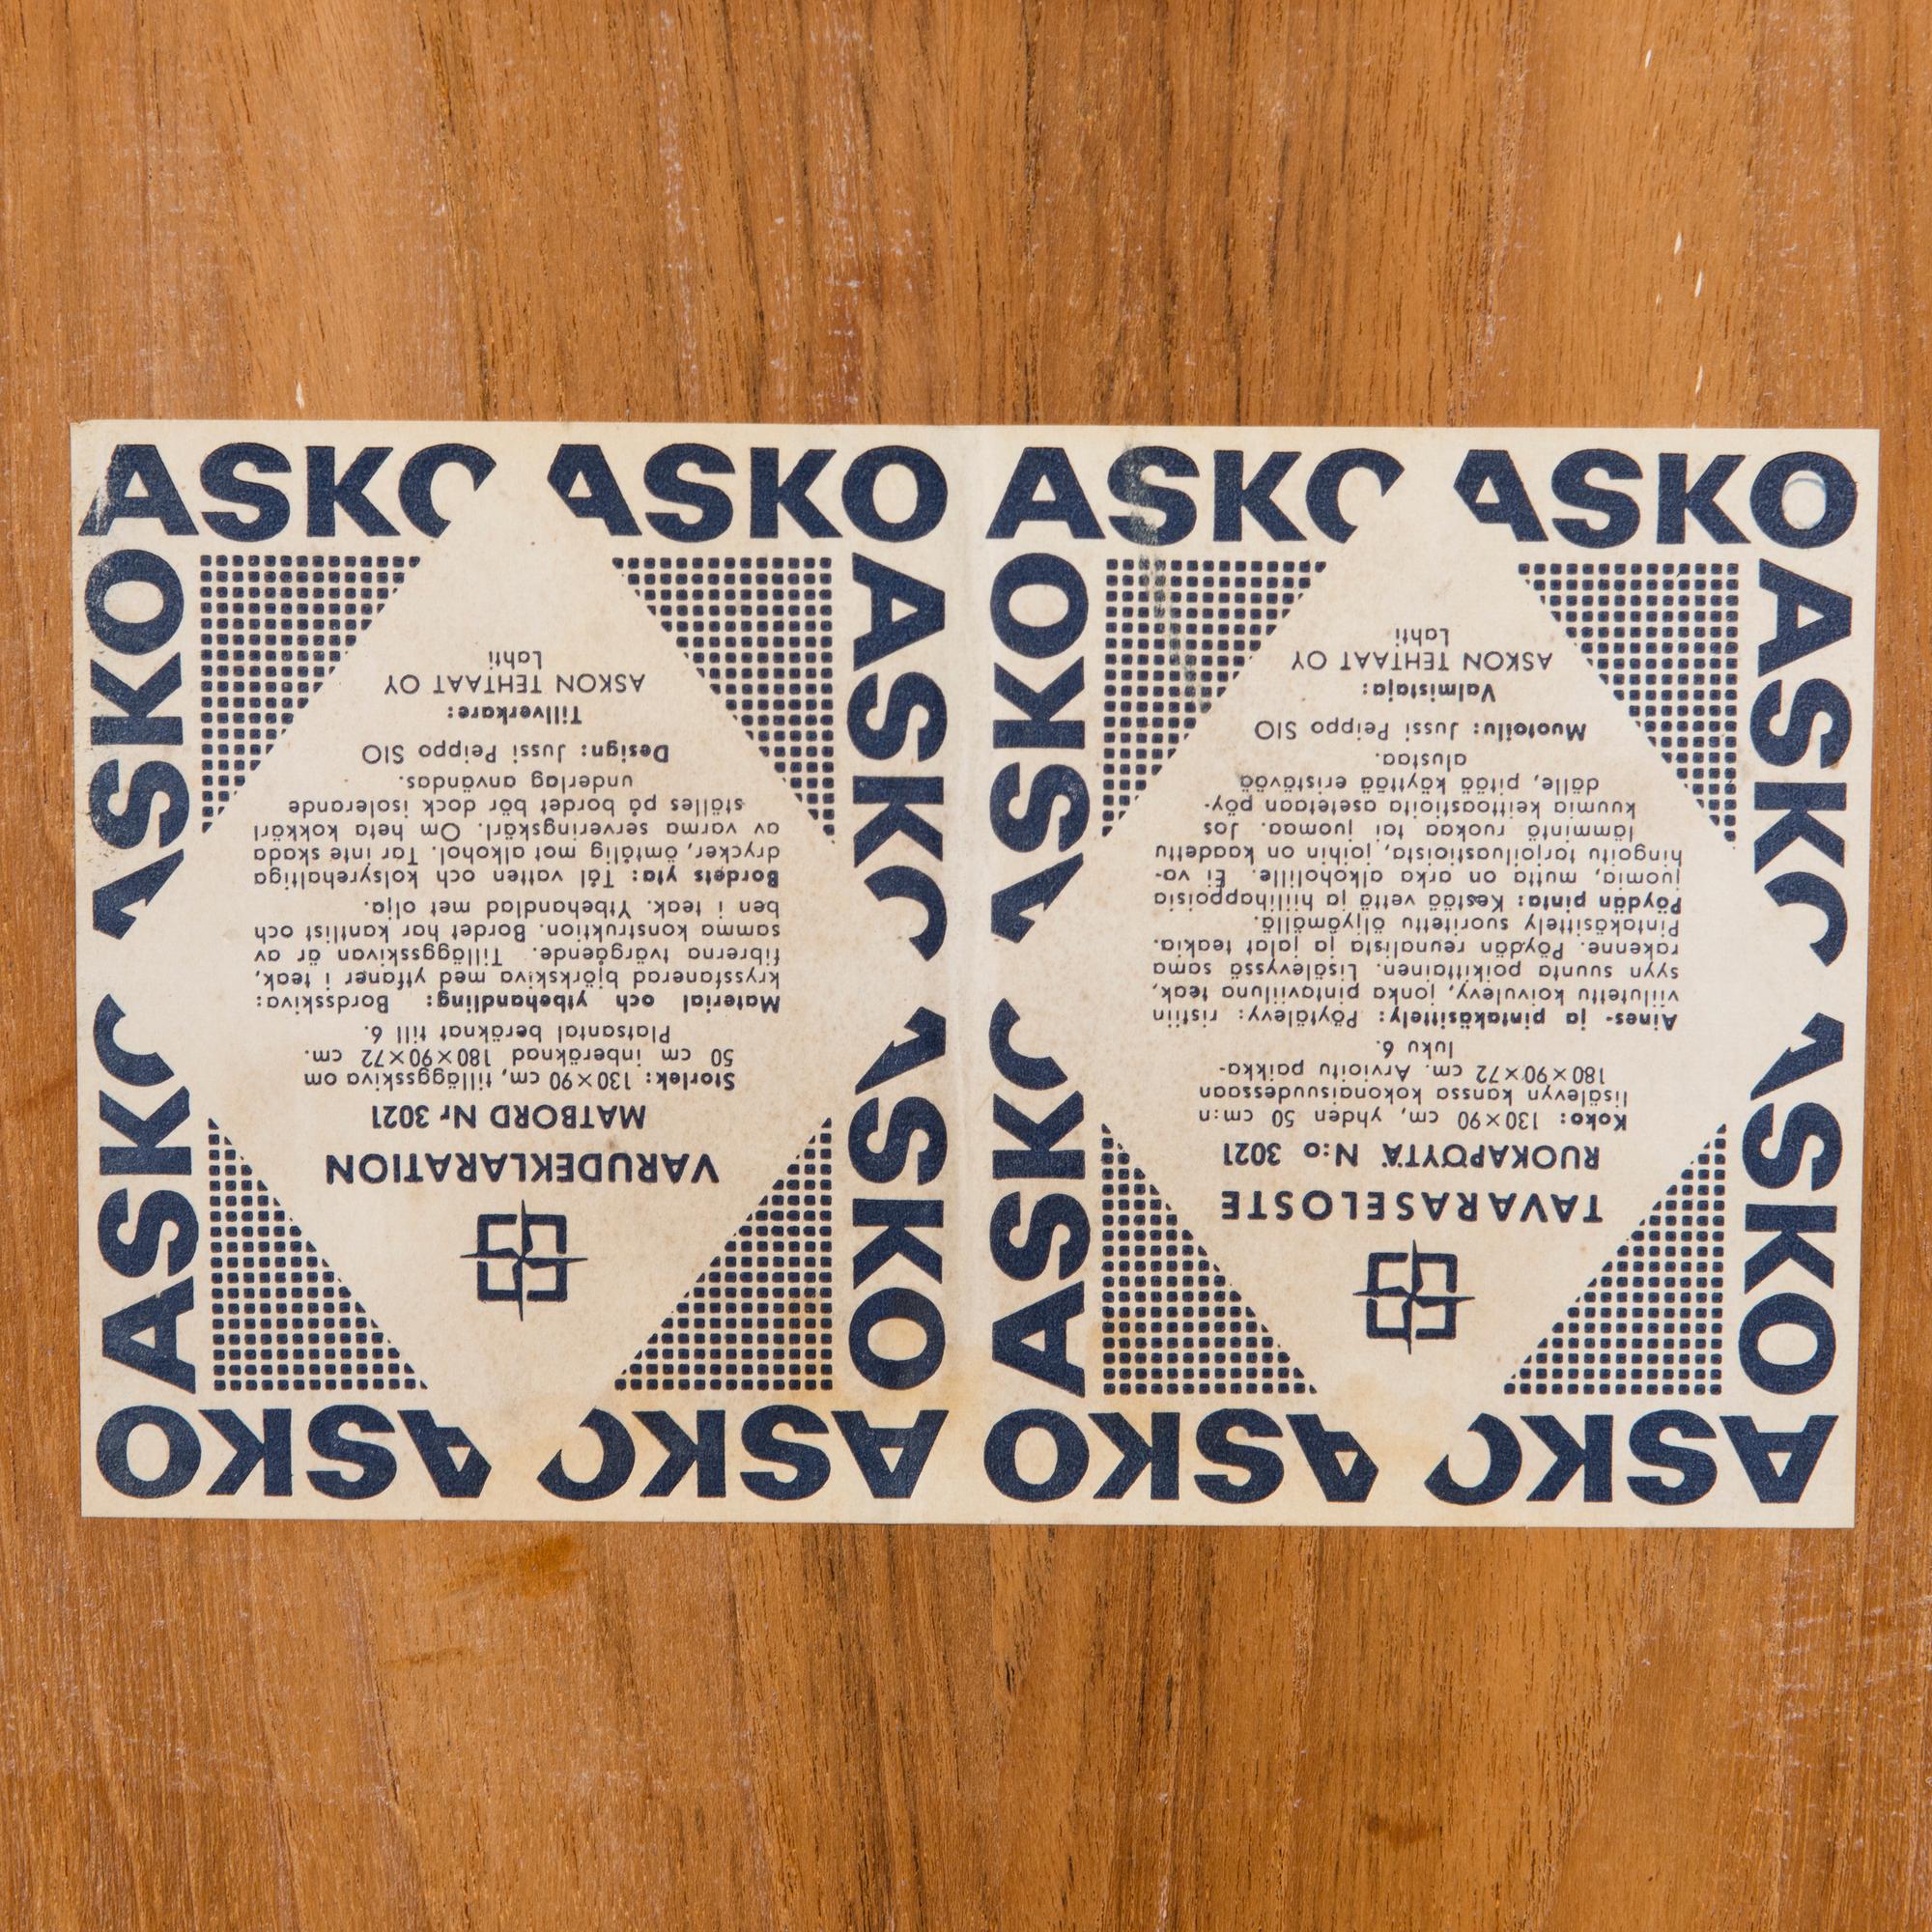 ASKO ASKO ASKO ASKO
ASKO ASKO
TAVARASELOSTE
RUOKAPÖYTÄ N:o 3021
Koko: 130×90 cm, yhden 50 cm:n
lisälevyn kanssa kokonaisuudessaan
180×90×72 cm. Arvioitu paikka-
luku 6.
Aines- ja pintakäsittely: Pöytälevy: ristiin
viilutettu koivulevy, jonka pintaviiluna teak,
syyn suunta poikittainen. Lisälevyssä sama
rakenne. Pöydän reunalista ja jalat teakia.
Pintakäsittely suoritettu öljyämällä.
Pöydän pinta: Kestää vettä ja hiilihappoisia
juomia, mutta on arka alkoholille. Ei va-
hingoitu tarjoiluastioista, joihin on kaadettu
lämmintä ruokaa tai juomaa. Jos
kuumia keittoastioita asetetaan pöy-
dälle, pitää käyttää eristävää
alustaa.
Muotoilu: Jussi Peippo SIO
Valmistaja:
ASKON TEHTAAT OY
Lahti
ASKO ASKO
ASKO ASKO
VARUDEKLARATION
MATBORD Nr 3021
Storlek: 130×90 cm, tilläggsskiva om
50 cm inberäknad 180×90×72 cm.
Platsantal beräknat till 6.
Material och ytbehandling: Bordsskiva:
kryssfanerad björkskiva med ytfaner i teak,
fibrerna tvärgående. Tilläggsskivan är av
samma konstruktion. Bordet har kantlist och
ben i teak. Ytbehandlad met olja.
Bordets yta: Tål vatten och kolsyrehaltiga
drycker, ömtålig mot alkohol. Tar inte skada
av varma serveringskärl. Om heta kokkärl
ställes på bordet bör dock isolerande
underlag användas.
Design: Jussi Peippo SIO
Tillverkare:
ASKON TEHTAAT OY
Lahti
ASKO ASKO
ASKO ASKO ASKO ASKO